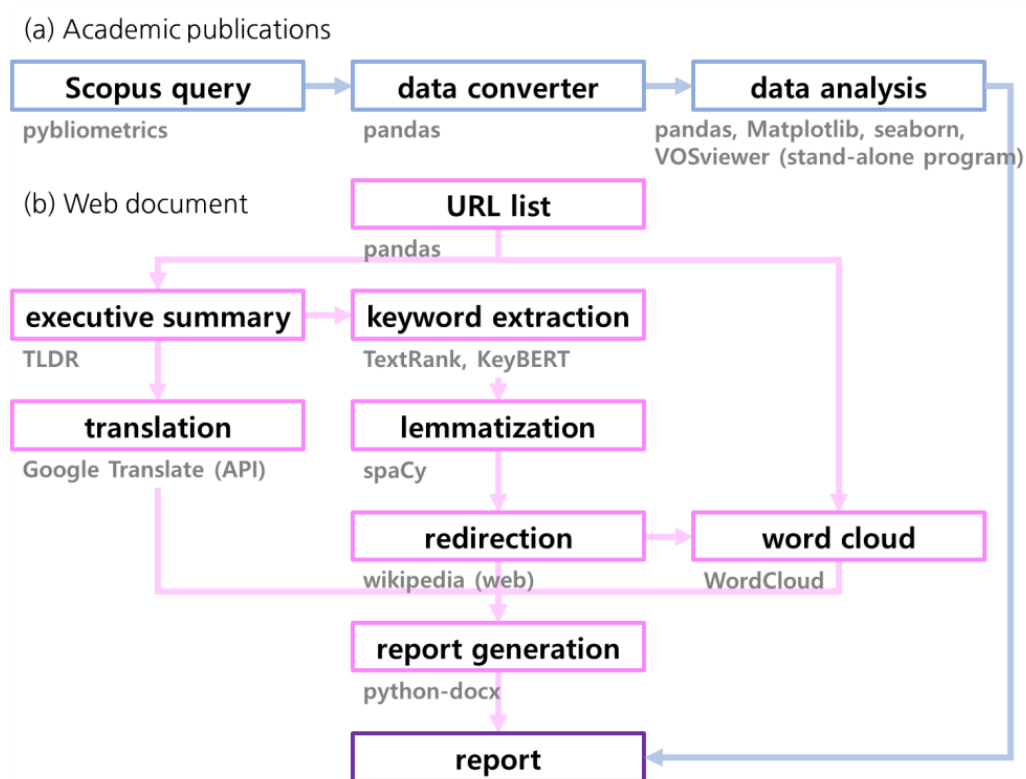 (a) Academic publications
Scopus query
data converter
data analysis
pybliometrics
pandas
pandas, Matplotlib, seaborn,
VOSviewer (stand-alone program)
(b) Web document
URL list
pandas
executive summary
keyword extraction
TLDR
TextRank, KeyBERT
translation
lemmatization
Google Translate (API)
spaCy
redirection
word cloud
wikipedia (web)
WordCloud
report generation
python-docx
report